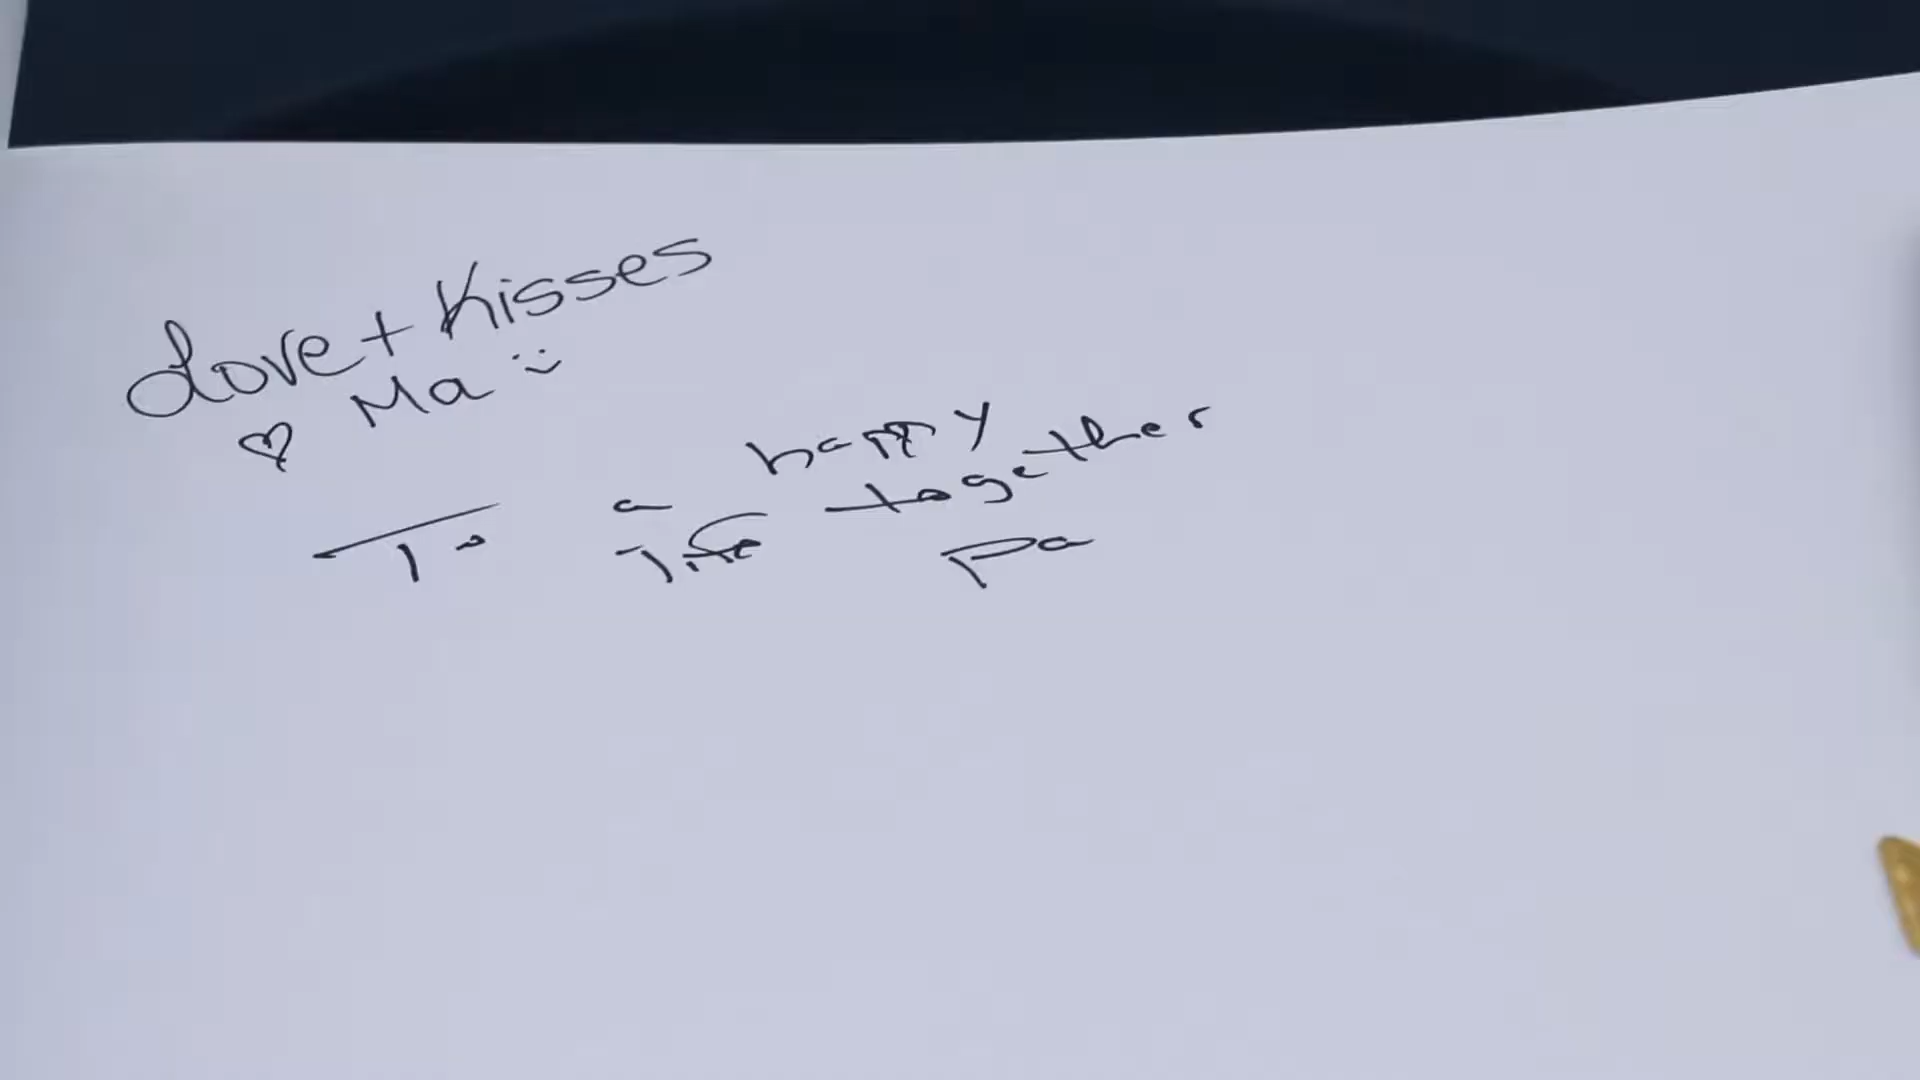 Love + Kisses
♡ Ma :)
To a happy
life together
Pa